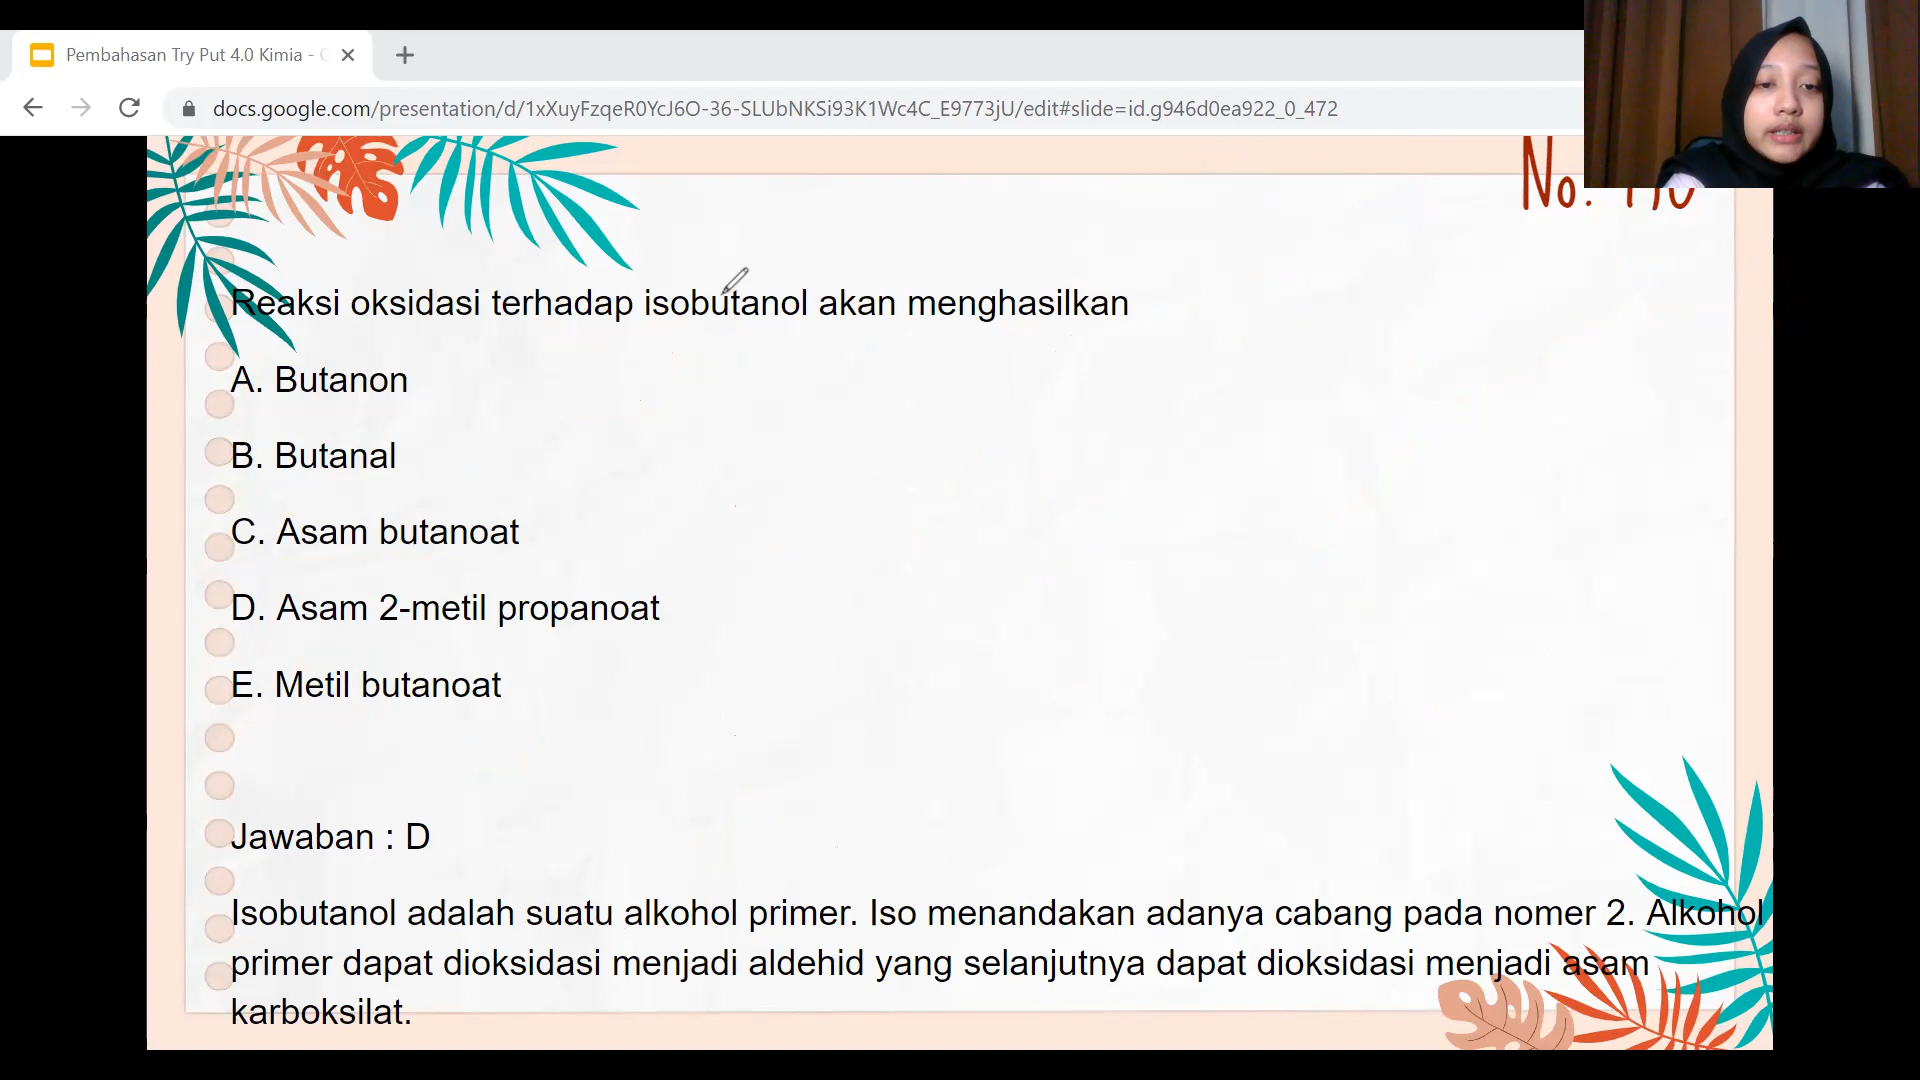 Pembahasan Try Put 4.0 Kimia -
docs.google.com/presentation/d/1xXuyFzqeR0YcJ6O-36-SLUbNKSi93K1Wc4C_E9773jU/edit#slide=id.g946d0ea922_0_472
No.
Reaksi oksidasi terhadap isobutanol akan menghasilkan
A. Butanon
B. Butanal
C. Asam butanoat
D. Asam 2-metil propanoat
E. Metil butanoat
Jawaban : D
Isobutanol adalah suatu alkohol primer. Iso menandakan adanya cabang pada nomer 2. Alkohol
primer dapat dioksidasi menjadi aldehid yang selanjutnya dapat dioksidasi menjadi asam
karboksilat.